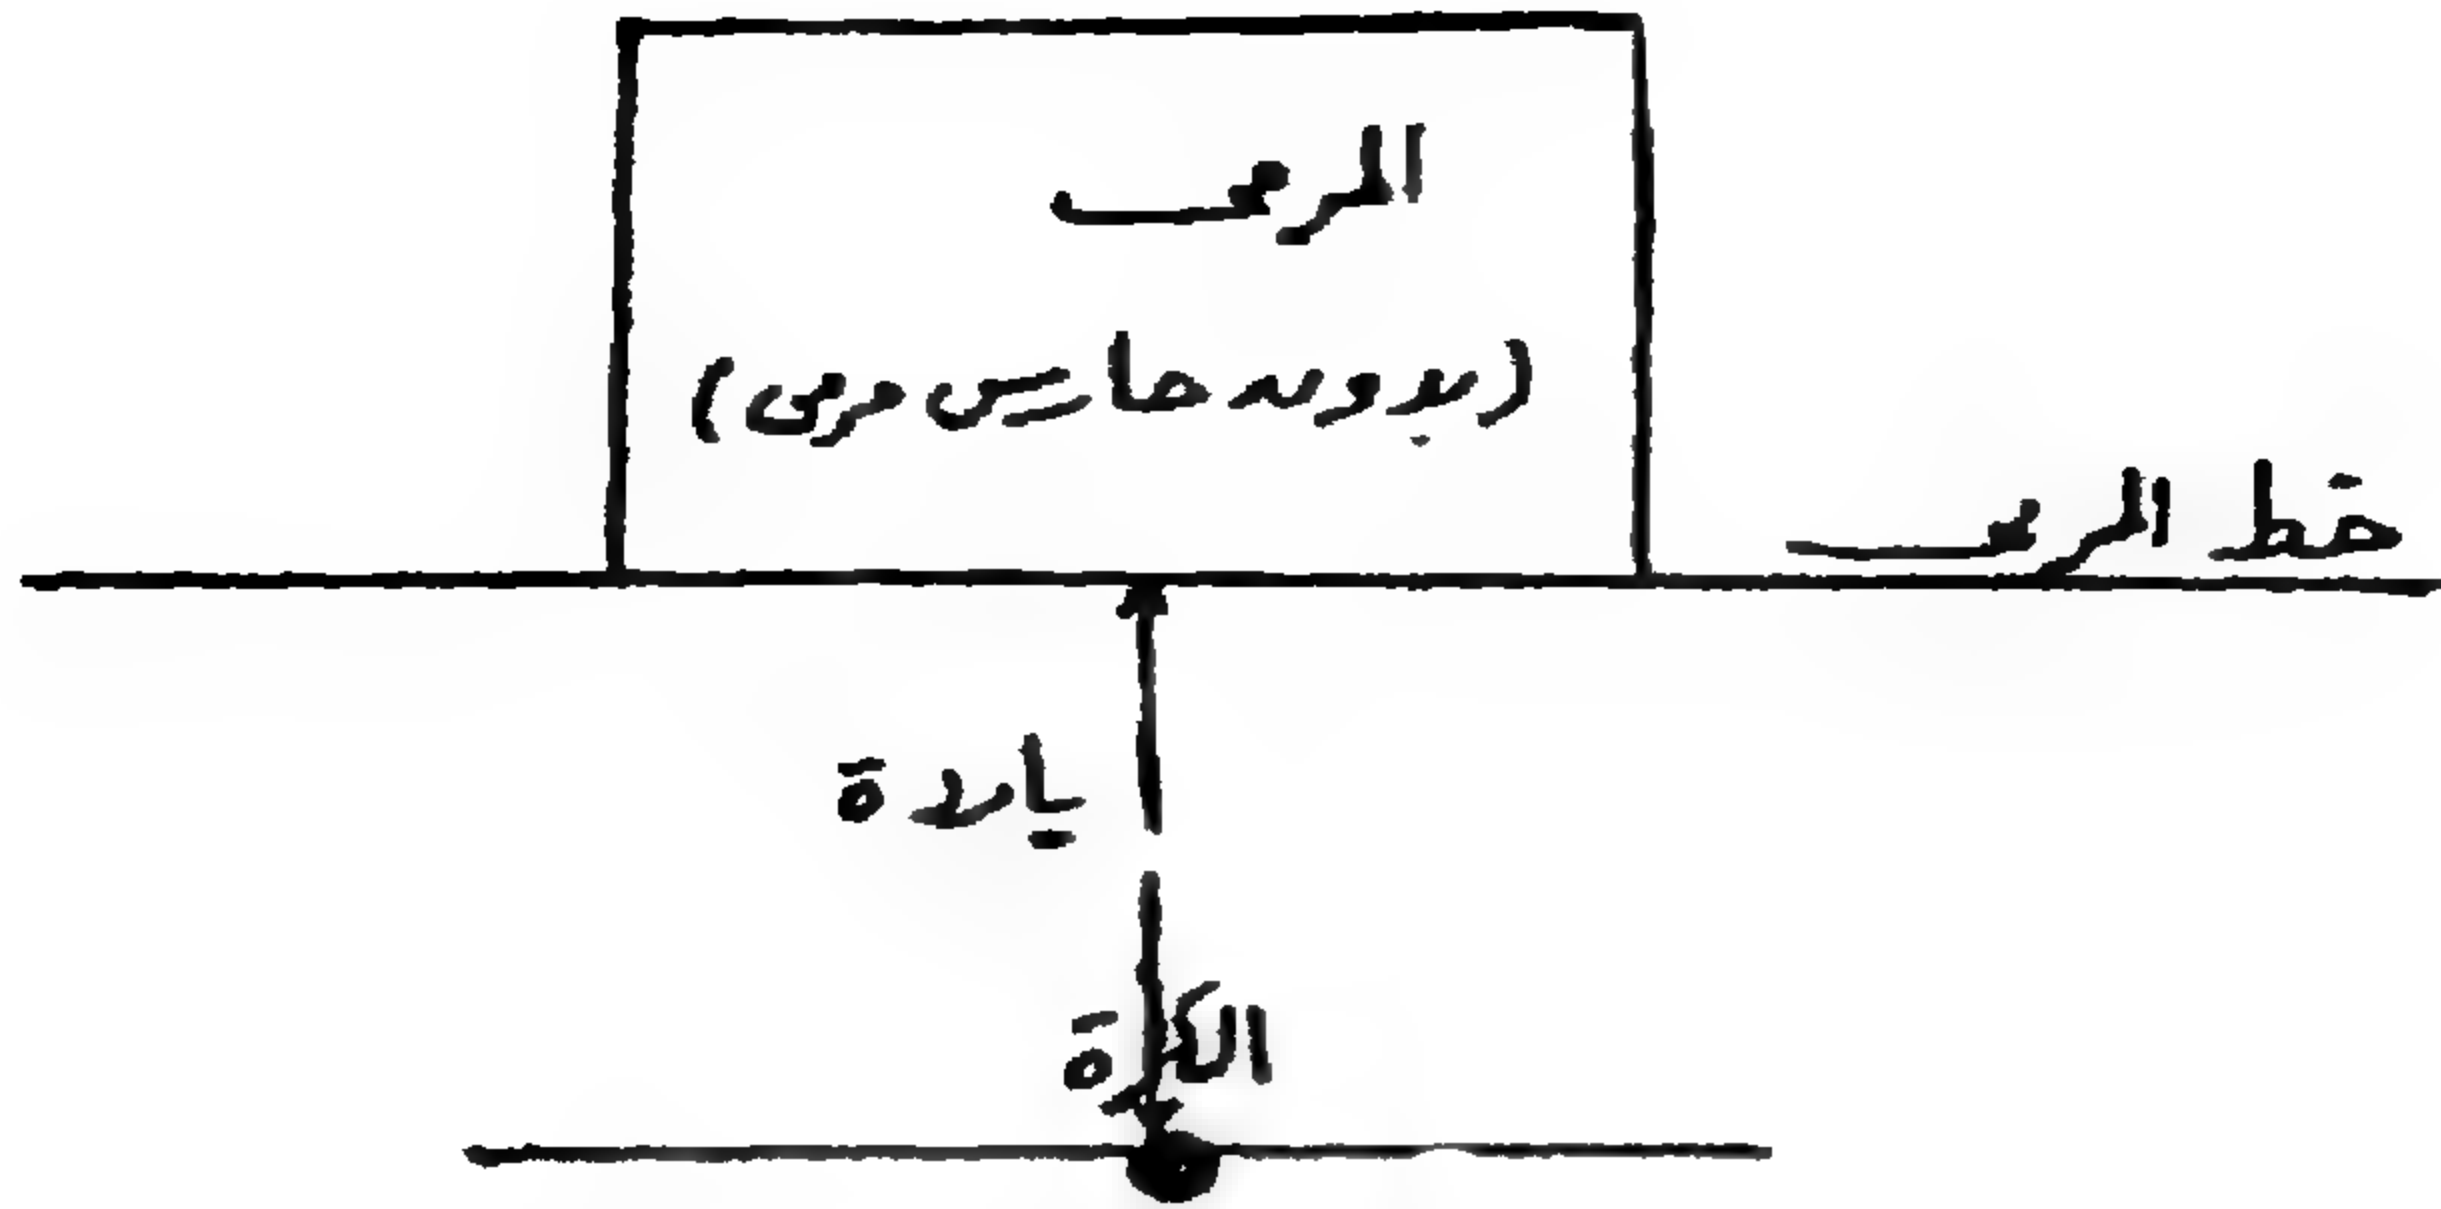 المرمى
(بدون حارس مرمى)
خط المرمى
ياردة
الكرة